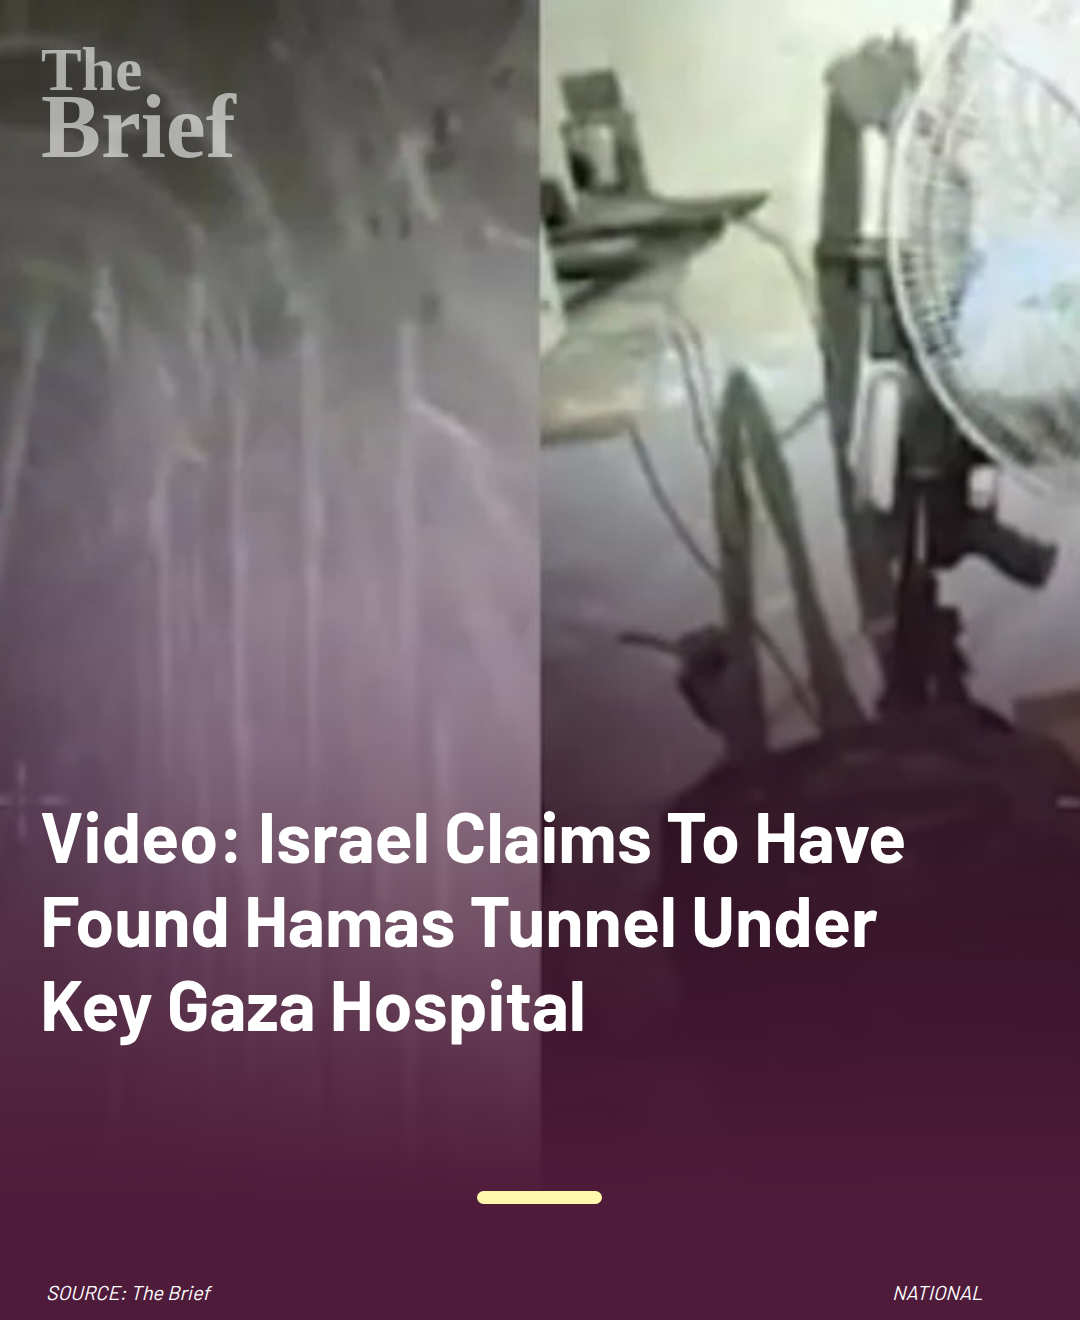 The
Brief
Video: Israel Claims To Have
Found Hamas Tunnel Under
Key Gaza Hospital
SOURCE: The Brief
NATIONAL